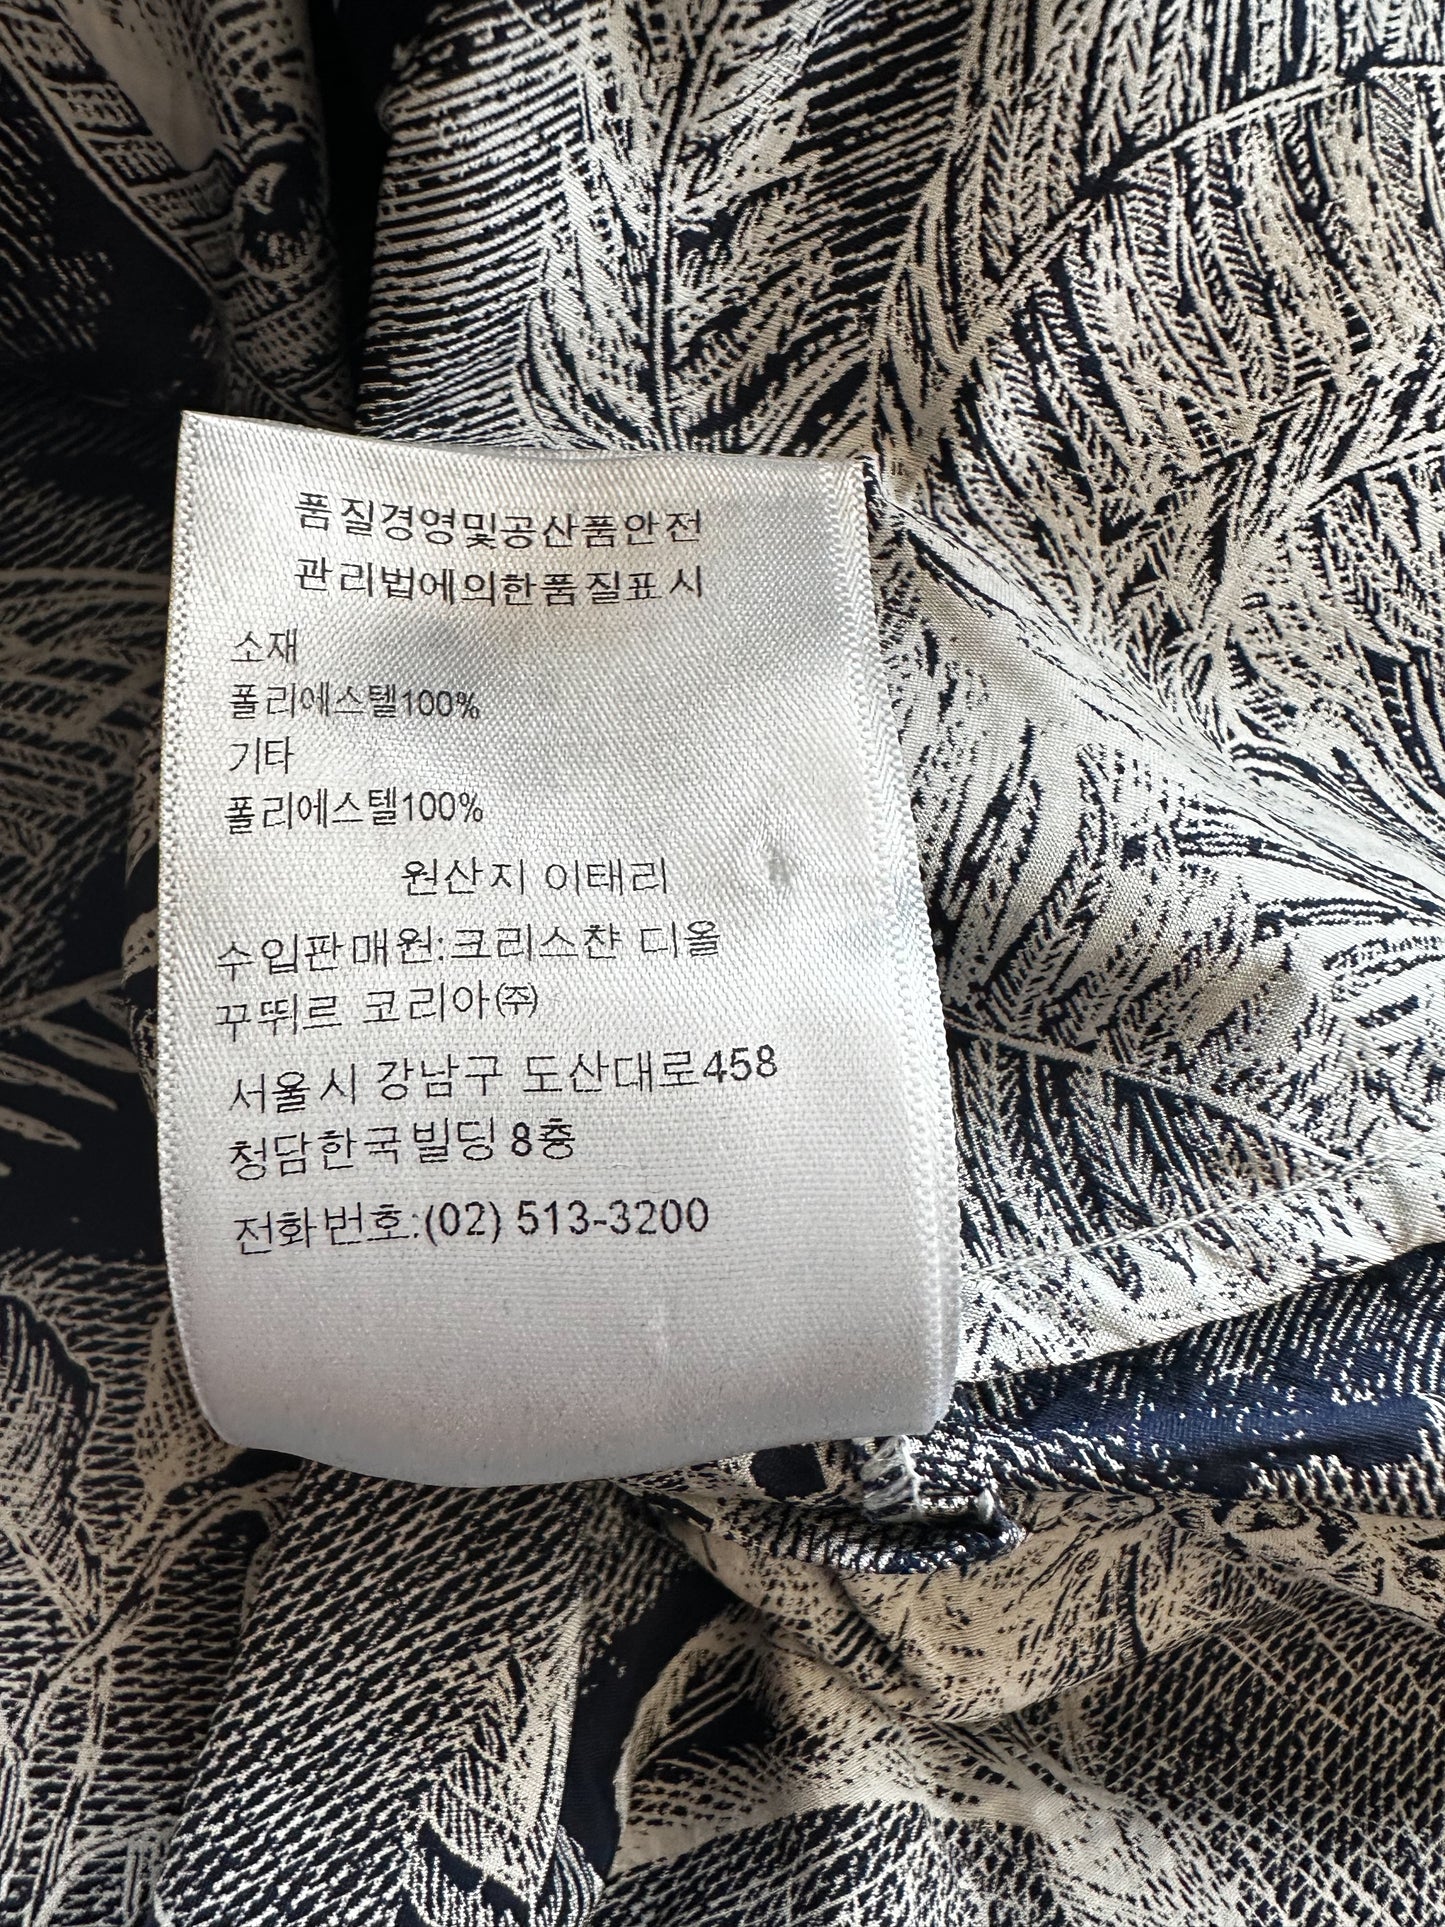 품질경영및공산품안전
관리법에의한품질표시
소재
폴리에스텔100%
기타
폴리에스텔100%
원산지 이태리
수입판매원:크리스챤 디올
꾸뛰르 코리아㈜
서울시 강남구 도산대로458
청담한국빌딩 8층
전화번호:(02) 513-3200